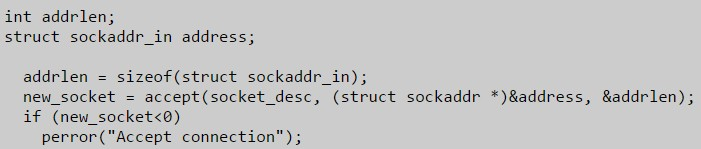 int addrlen;
struct sockaddr_in address;
addrlen = sizeof(struct sockaddr_in);
new_socket = accept(socket_desc, (struct sockaddr *)&address, &addrlen);
if (new_socket<0)
perror("Accept connection");